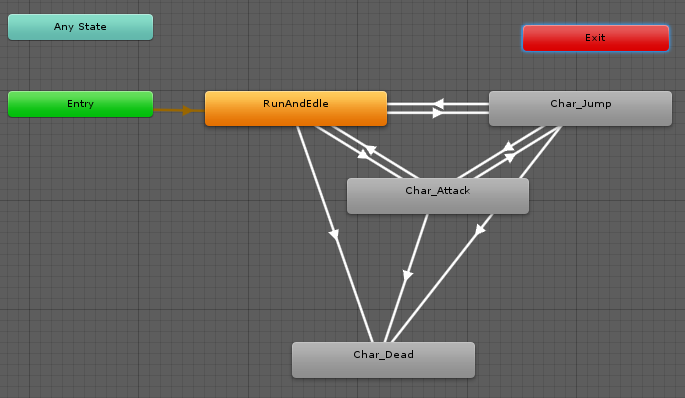 Any State
Exit
Entry
RunAndEdle
Char_Jump
Char_Attack
Char_Dead